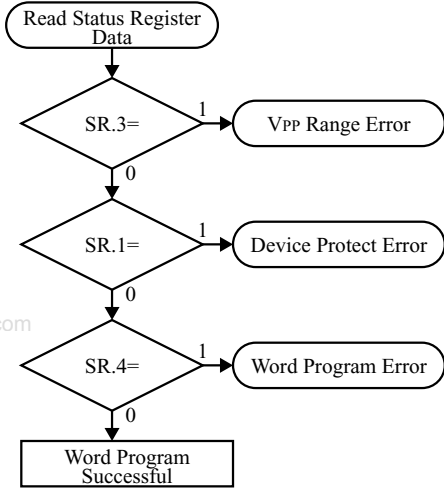 Read Status Register
Data
SR.3=
1
VPP Range Error
0
SR.1=
1
Device Protect Error
0
com
SR.4=
1
Word Program Error
0
Word Program
Successful